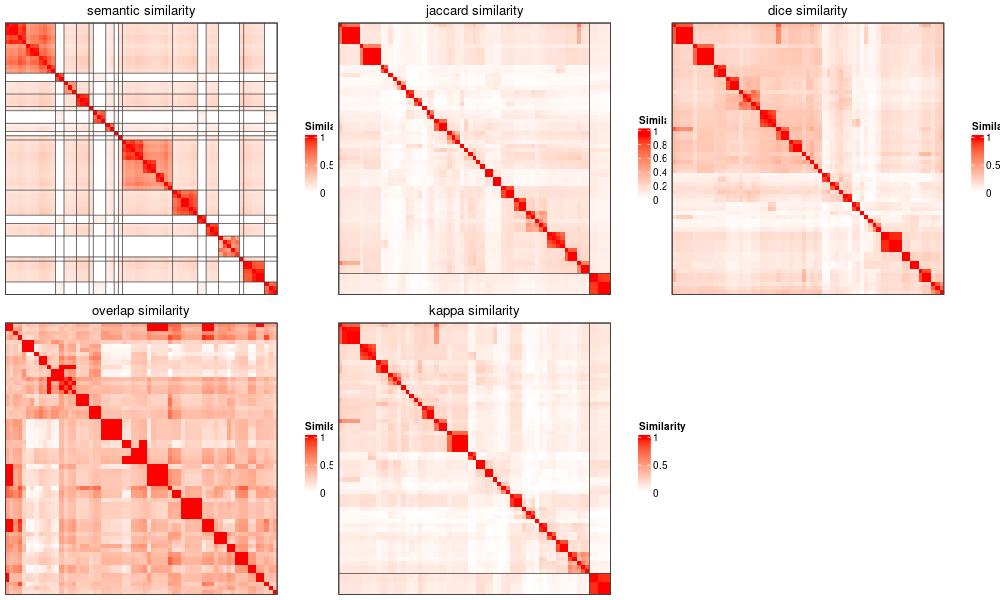 semantic similarity
jaccard similarity
dice similarity
Simila
1
0.5
0
Simila
1
0.8
0.6
0.4
0.2
0
Simila
1
0.5
0
overlap similarity
kappa similarity
Simila
1
0.5
0
Similarity
1
0.5
0